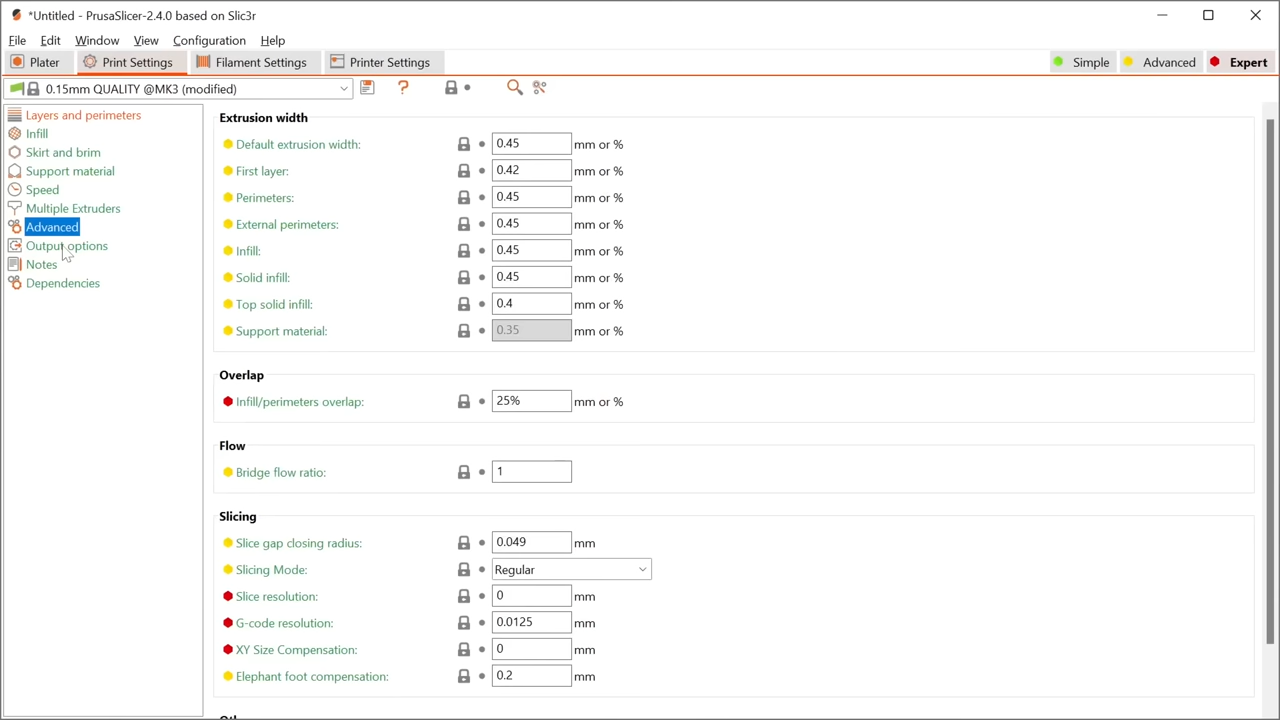 *Untitled - PrusaSlicer-2.4.0 based on Slic3r
File Edit Window View Configuration Help
Plater Print Settings Filament Settings Printer Settings Simple Advanced Expert
0.15mm QUALITY @MK3 (modified)
Layers and perimeters
Infill
Skirt and brim
Support material
Speed
Multiple Extruders
Advanced
Output options
Notes
Dependencies
Extrusion width
Default extrusion width: 0.45 mm or %
First layer: 0.42 mm or %
Perimeters: 0.45 mm or %
External perimeters: 0.45 mm or %
Infill: 0.45 mm or %
Solid infill: 0.45 mm or %
Top solid infill: 0.4 mm or %
Support material: 0.35 mm or %
Overlap
Infill/perimeters overlap: 25% mm or %
Flow
Bridge flow ratio: 1
Slicing
Slice gap closing radius: 0.049 mm
Slicing Mode: Regular
Slice resolution: 0 mm
G-code resolution: 0.0125 mm
XY Size Compensation: 0 mm
Elephant foot compensation: 0.2 mm